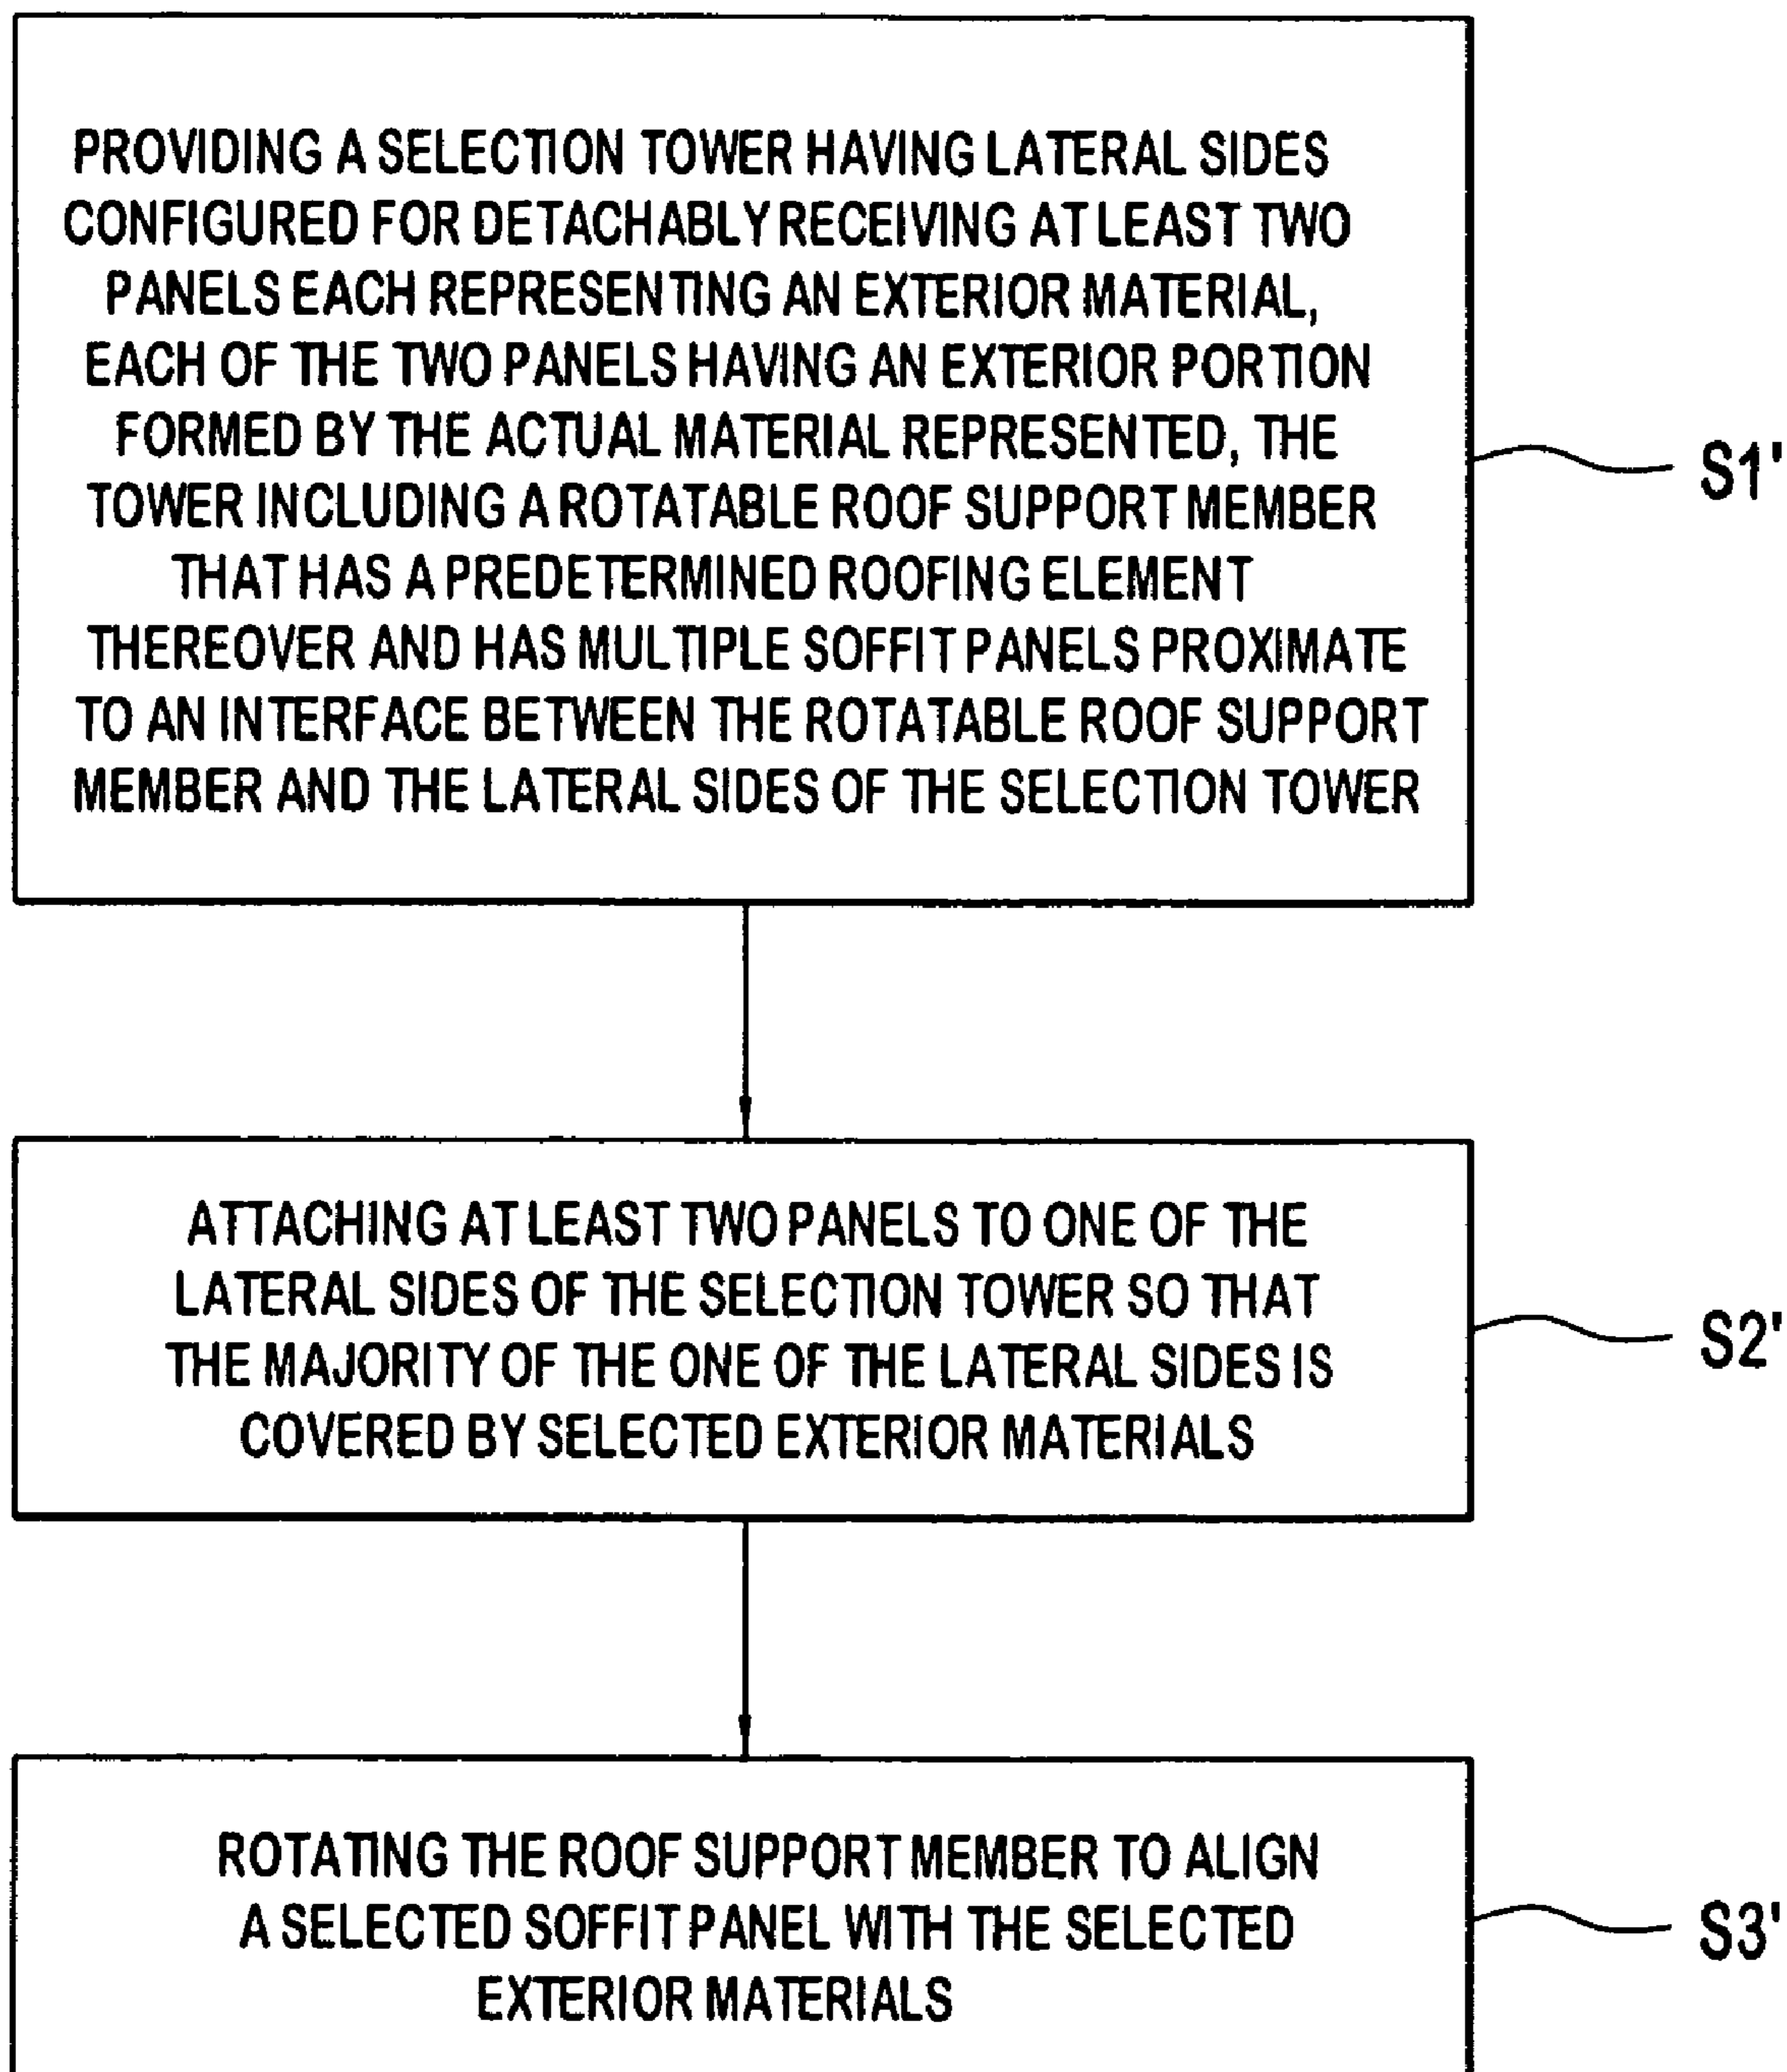 PROVIDING A SELECTION TOWER HAVING LATERAL SIDES
CONFIGURED FOR DETACHABLY RECEIVING AT LEAST TWO
PANELS EACH REPRESENTING AN EXTERIOR MATERIAL,
EACH OF THE TWO PANELS HAVING AN EXTERIOR PORTION
FORMED BY THE ACTUAL MATERIAL REPRESENTED, THE
TOWER INCLUDING A ROTATABLE ROOF SUPPORT MEMBER
THAT HAS A PREDETERMINED ROOFING ELEMENT
THEREOVER AND HAS MULTIPLE SOFFIT PANELS PROXIMATE
TO AN INTERFACE BETWEEN THE ROTATABLE ROOF SUPPORT
MEMBER AND THE LATERAL SIDES OF THE SELECTION TOWER
S1'
ATTACHING AT LEAST TWO PANELS TO ONE OF THE
LATERAL SIDES OF THE SELECTION TOWER SO THAT
THE MAJORITY OF THE ONE OF THE LATERAL SIDES IS
COVERED BY SELECTED EXTERIOR MATERIALS
S2'
ROTATING THE ROOF SUPPORT MEMBER TO ALIGN
A SELECTED SOFFIT PANEL WITH THE SELECTED
EXTERIOR MATERIALS
S3'